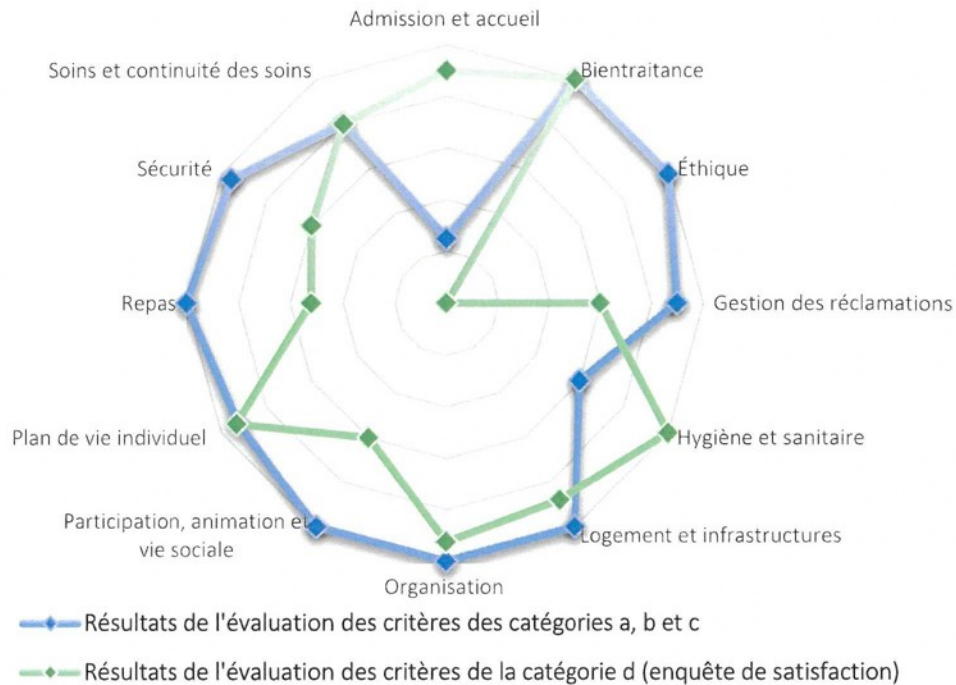 Admission et accueil
Soins et continuité des soins
Bientraitance
Sécurité
Éthique
Repas
Gestion des réclamations
Plan de vie individuel
Hygiène et sanitaire
Participation, animation et
vie sociale
Logement et infrastructures
Organisation
Résultats de l'évaluation des critères des catégories a, b et c
Résultats de l'évaluation des critères de la catégorie d (enquête de satisfaction)